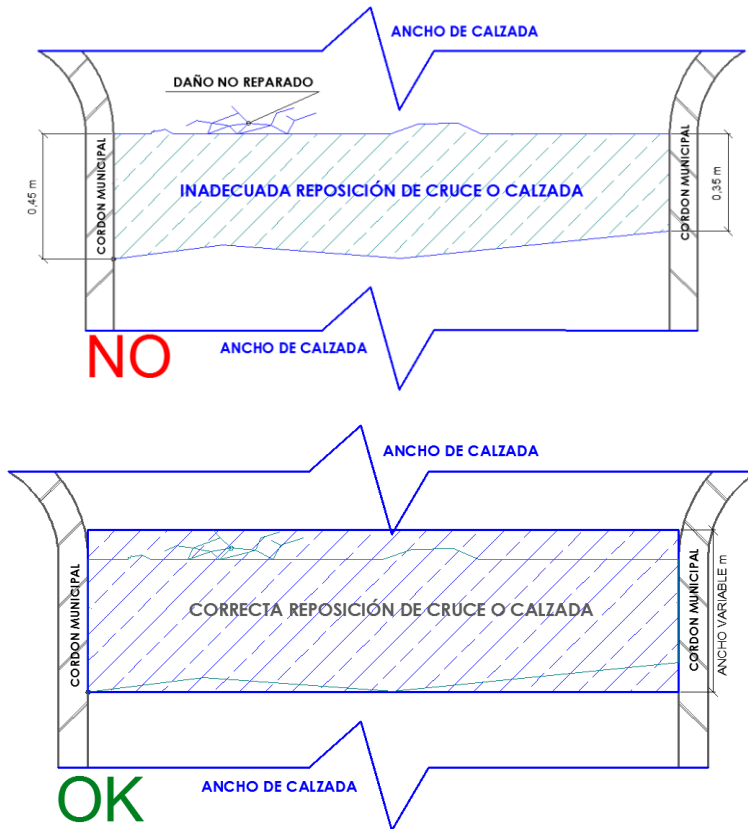 ANCHO DE CALZADA
DAÑO NO REPARADO
0,45 m
CORDON MUNICIPAL
INADECUADA REPOSICIÓN DE CRUCE O CALZADA
CORDON MUNICIPAL
0,35 m
NO
ANCHO DE CALZADA
ANCHO DE CALZADA
CORDON MUNICIPAL
CORRECTA REPOSICIÓN DE CRUCE O CALZADA
CORDON MUNICIPAL
ANCHO VARIABLE m
OK
ANCHO DE CALZADA